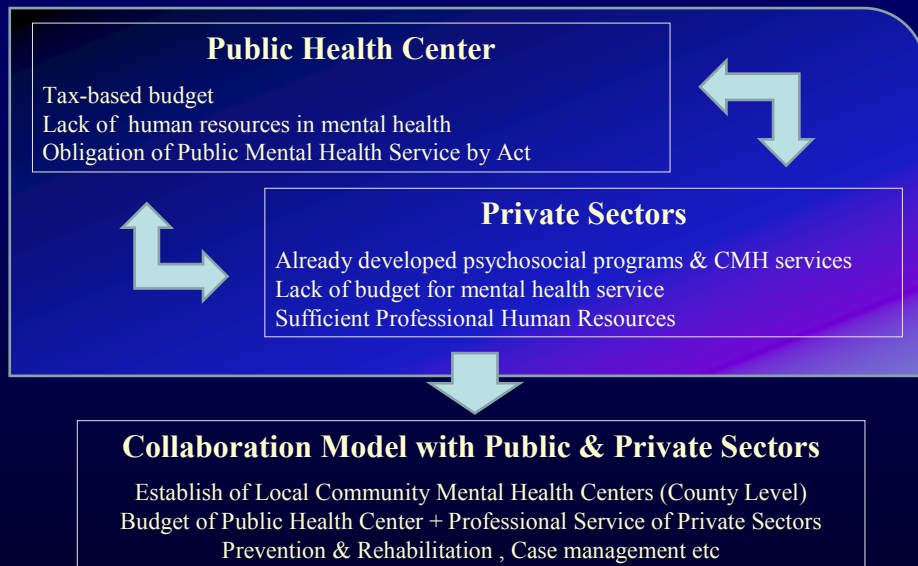 Public Health Center
Tax-based budget
Lack of human resources in mental health
Obligation of Public Mental Health Service by Act
Private Sectors
Already developed psychosocial programs & CMH services
Lack of budget for mental health service
Sufficient Professional Human Resources
Collaboration Model with Public & Private Sectors
Establish of Local Community Mental Health Centers (County Level)
Budget of Public Health Center + Professional Service of Private Sectors
Prevention & Rehabilitation , Case management etc